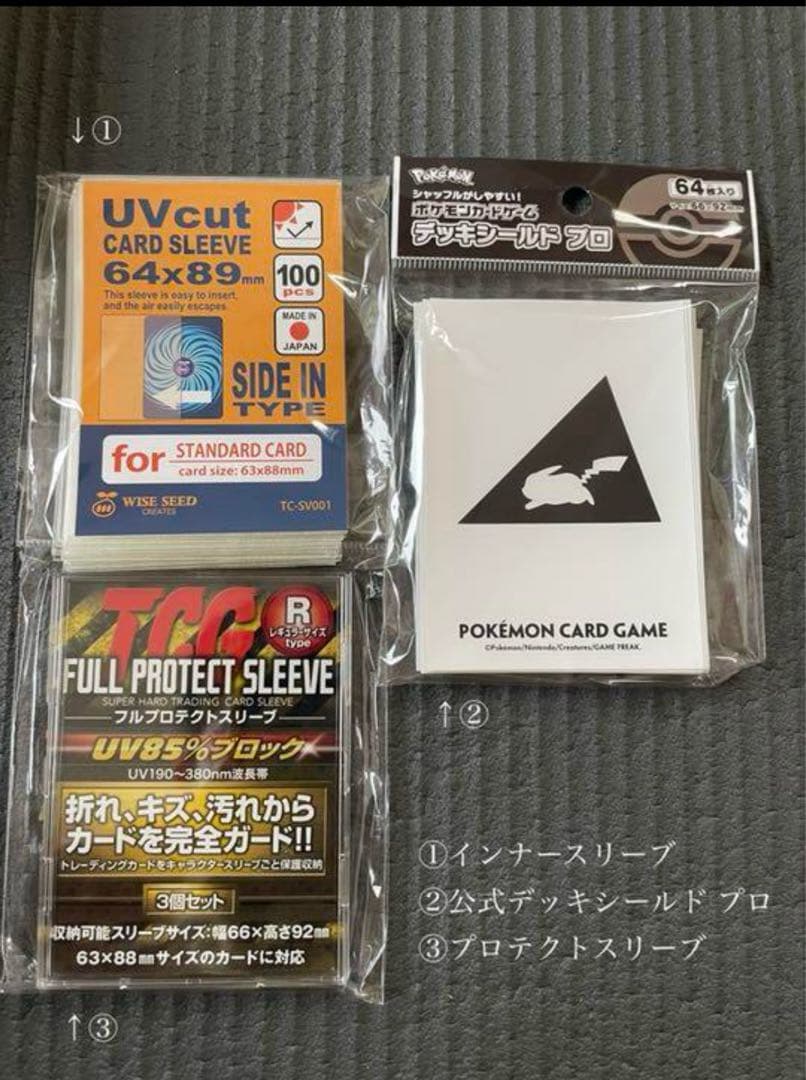 ↓①
UVcut
CARD SLEEVE
64x89mm
This sleeve is easy to insert,
and the air easily escapes.
100
pcs
MADE IN
JAPAN
SIDE IN
TYPE
for STANDARD CARD
card size: 63x88mm
WISE SEED
CREATES
TC-SV001
POKéMON
シャッフルがしやすい!
ポケモンカードゲーム
デッキシールド プロ
64枚入り
サイズ66×92mm
POKÉMON CARD GAME
©Pokémon/Nintendo/Creatures/GAME FREAK.
↑②
TCG
R
レギュラーサイズ
type
FULL PROTECT SLEEVE
SUPER HARD TRADING CARD SLEEVE
フルプロテクトスリーブ
UV85%ブロック
UV190〜380nm波長帯
折れ、キズ、汚れから
カードを完全ガード!!
トレーディングカードをキャラクタースリーブごと保護収納
3個セット
収納可能スリーブサイズ:幅66×高さ92㎜
63×88㎜サイズのカードに対応
↑③
①インナースリーブ
②公式デッキシールド プロ
③プロテクトスリーブ